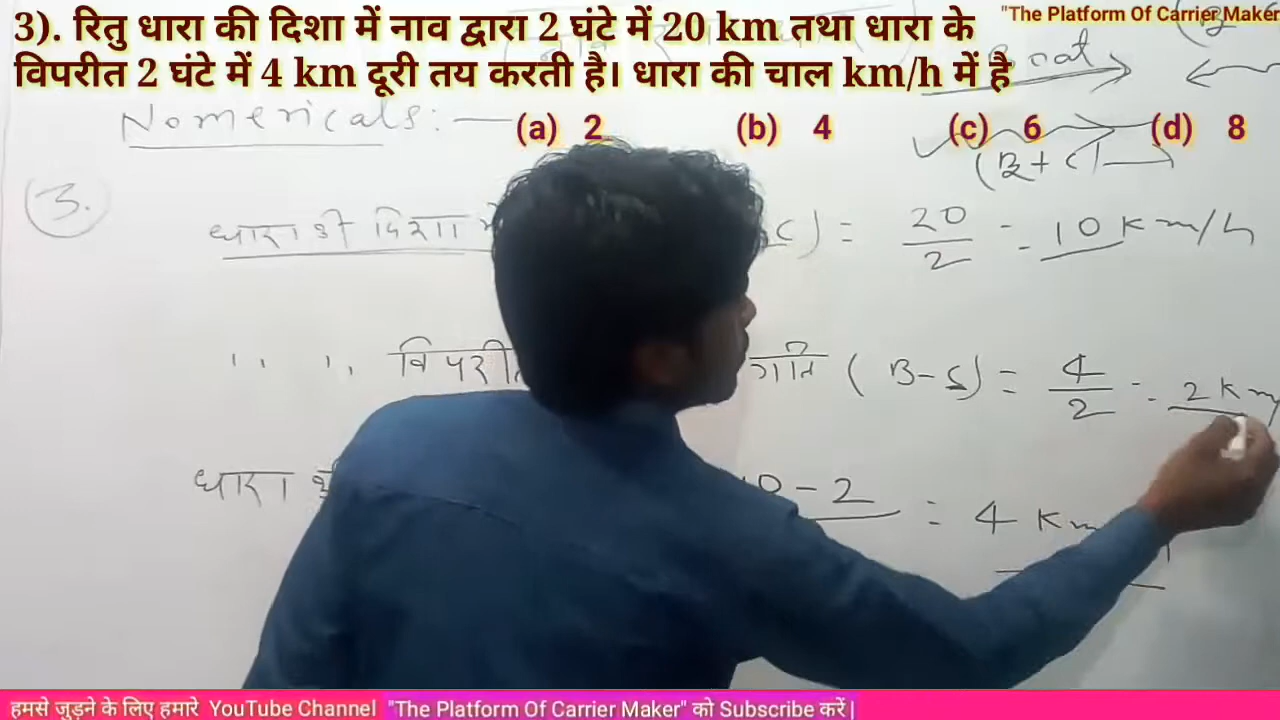 3). रितु धारा की दिशा में नाव द्वारा 2 घंटे में 20 km तथा धारा के
"The Platform Of Carrier Maker
विपरीत 2 घंटे में 4 km दूरी तय करती है। धारा की चाल km/h में है
(a) 2 (b) 4 (c) 6 (d) 8
Nomericals:—
(B+C)
3.
धारा की दिशा C) = 20/2 = 10 Km/h
" " विपरीत गति (B-S) = 4/2 = 2 Km
धारा 0-2 = 4 Km
हमसे जुड़ने के लिए हमारे YouTube Channel "The Platform Of Carrier Maker" को Subscribe करें|